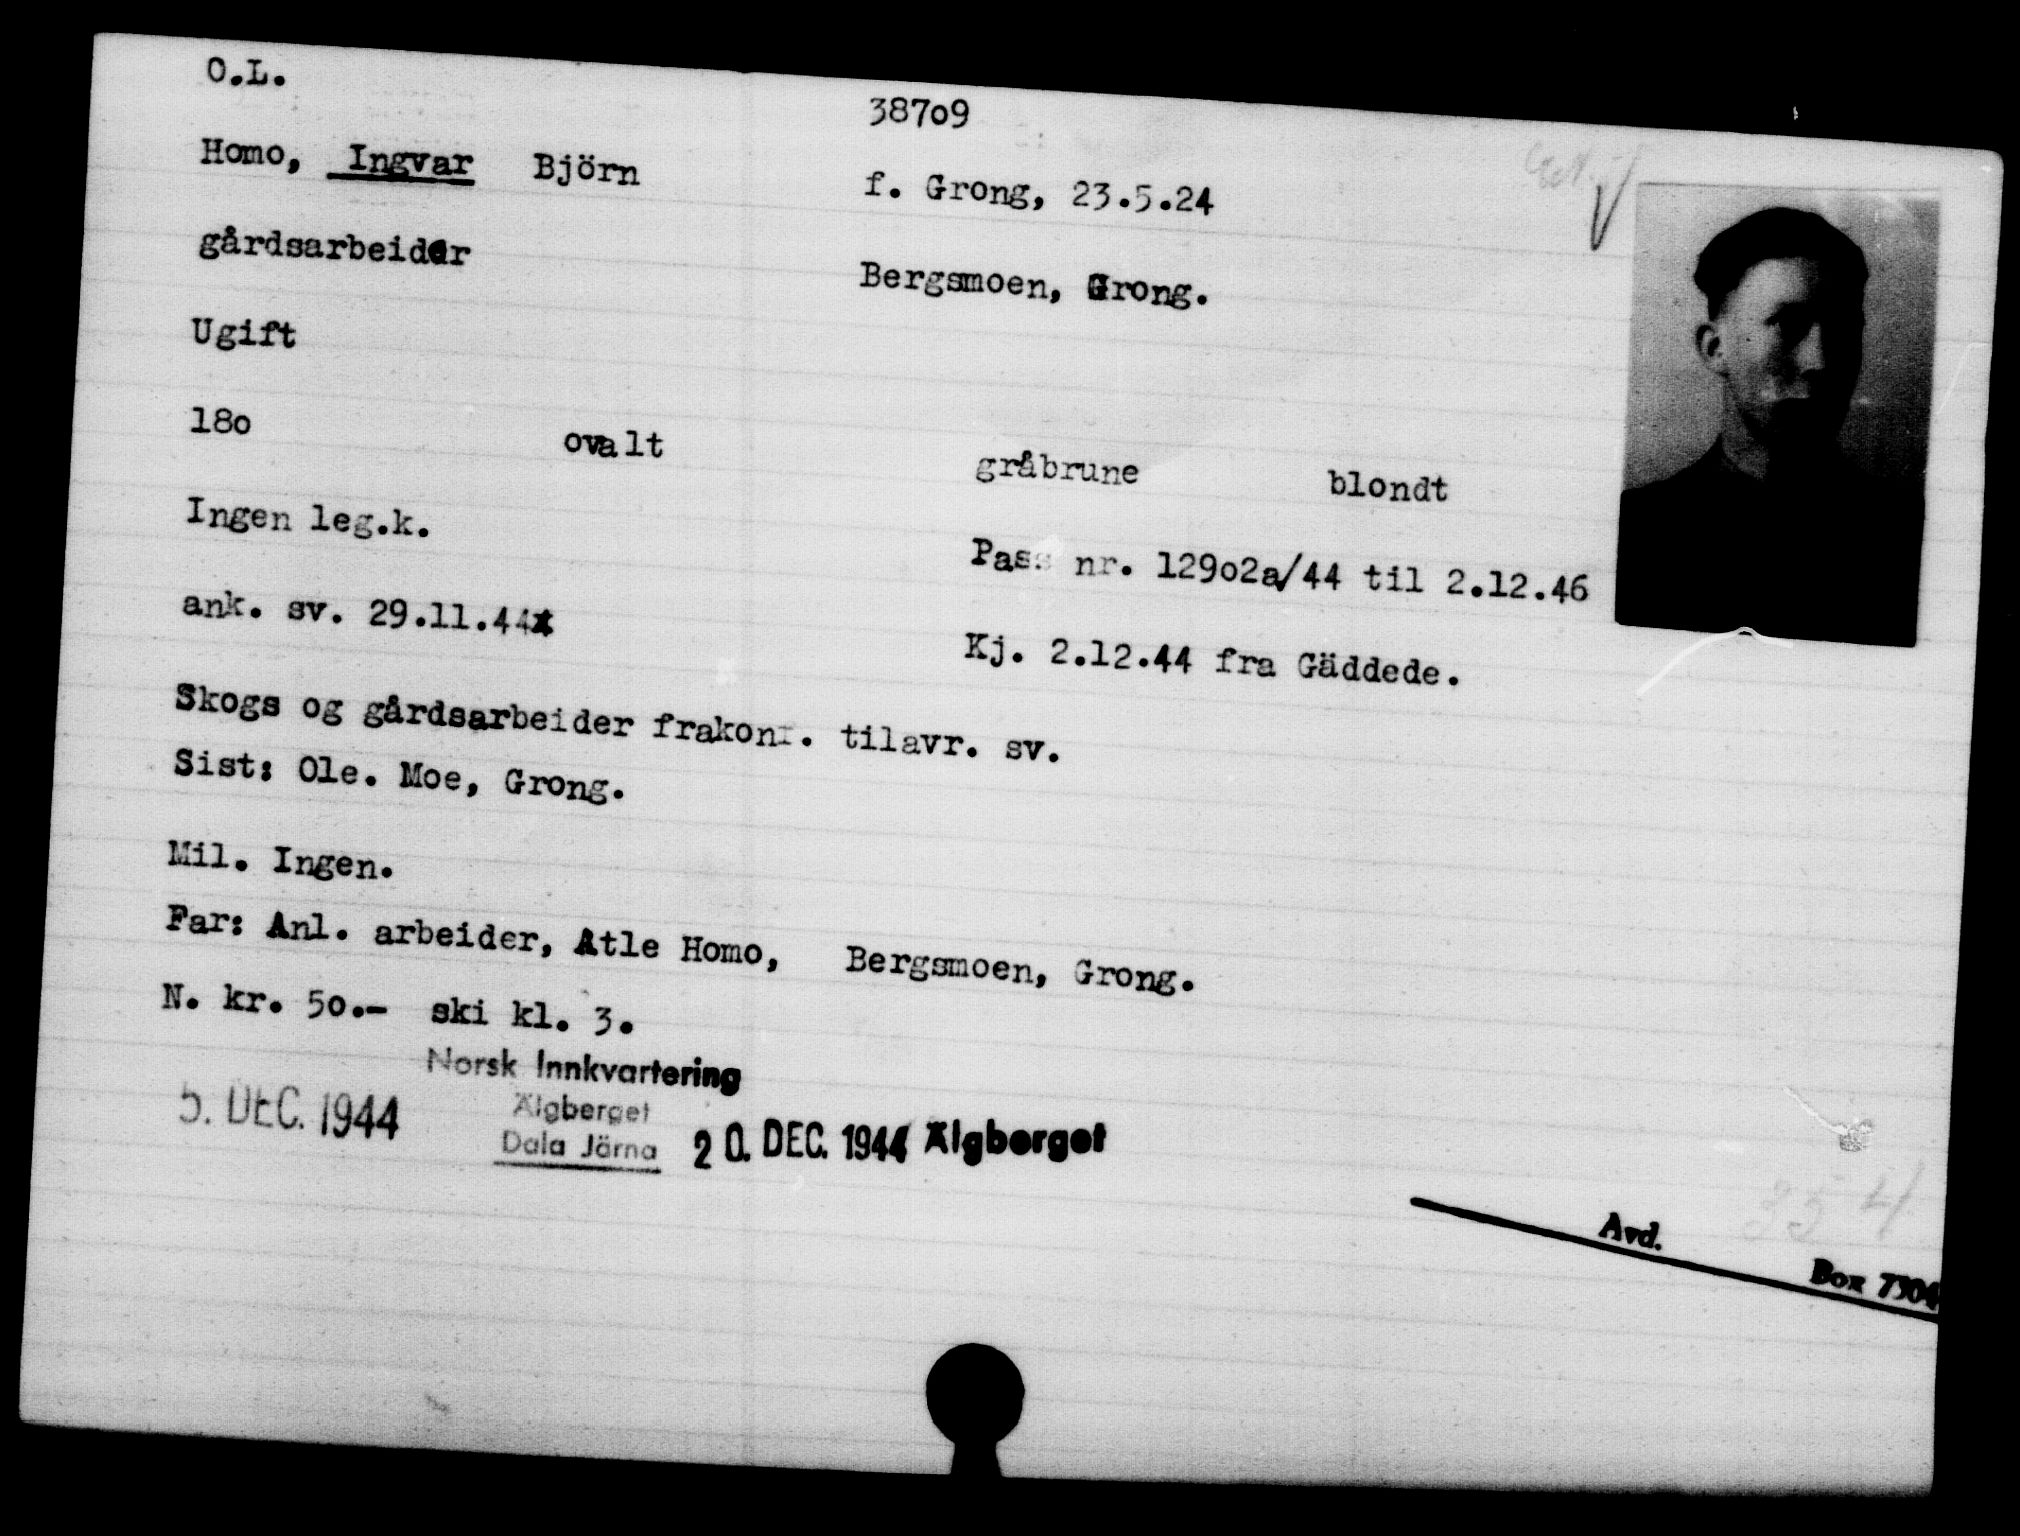 O.L.
38709
Homo, Ingvar Björn f. Grong, 23.5.24
gårdsarbeider Bergsmoen, Grong.
Ugift
180 ovalt gråbrune blondt
Ingen leg.k. Pass nr. 12902a/44 til 2.12.46
ank. sv. 29.11.44 Kj. 2.12.44 fra Gäddede.
Skogs og gårdsarbeider frakonf. tilavr. sv.
Sist: Ole. Moe, Grong.
Mil. Ingen.
Far: Anl. arbeider, Atle Homo, Bergsmoen, Grong.
N. kr. 50.- ski kl. 3.
Norsk Innkvartering
Älgberget
Dala Järna
5. DEC. 1944
20. DEC. 1944 Älgberget
Avd. 254
Box 7304